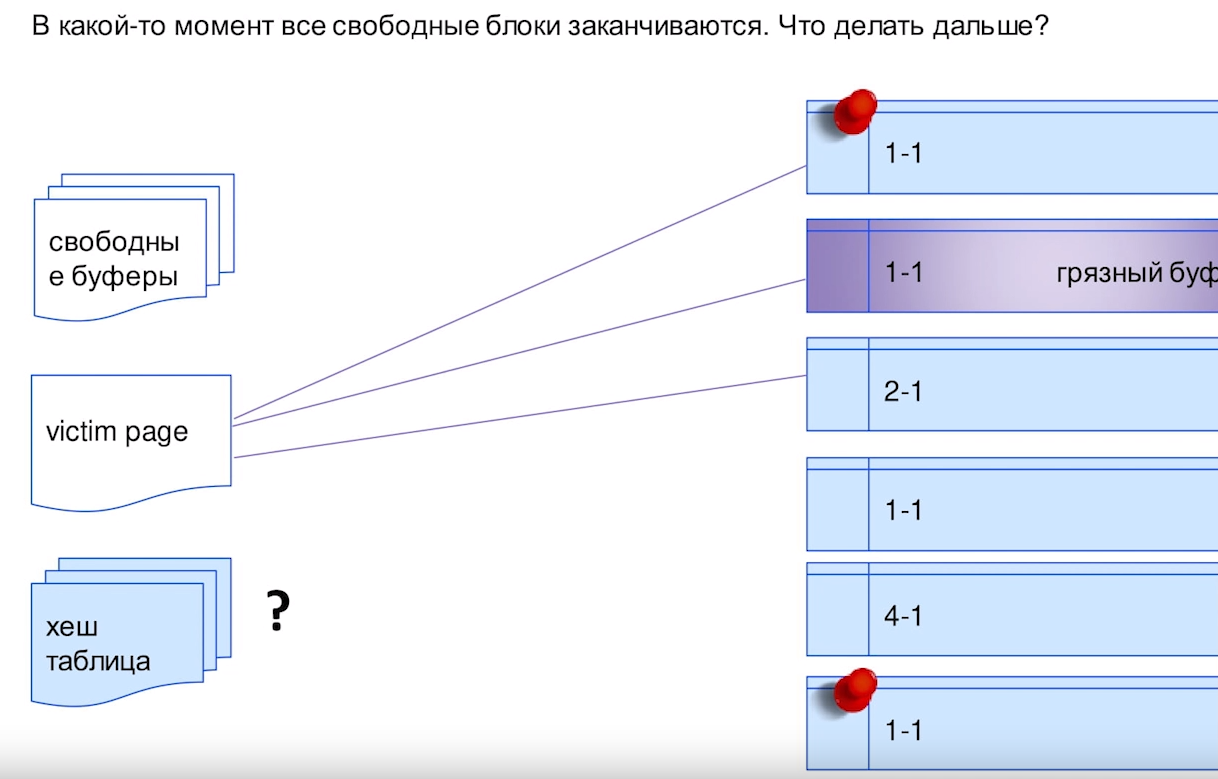 В какой-то момент все свободные блоки заканчиваются. Что делать дальше?
1-1
свободны
е буферы
1-1 грязный буф
victim page
2-1
1-1
хеш
таблица
?
4-1
1-1